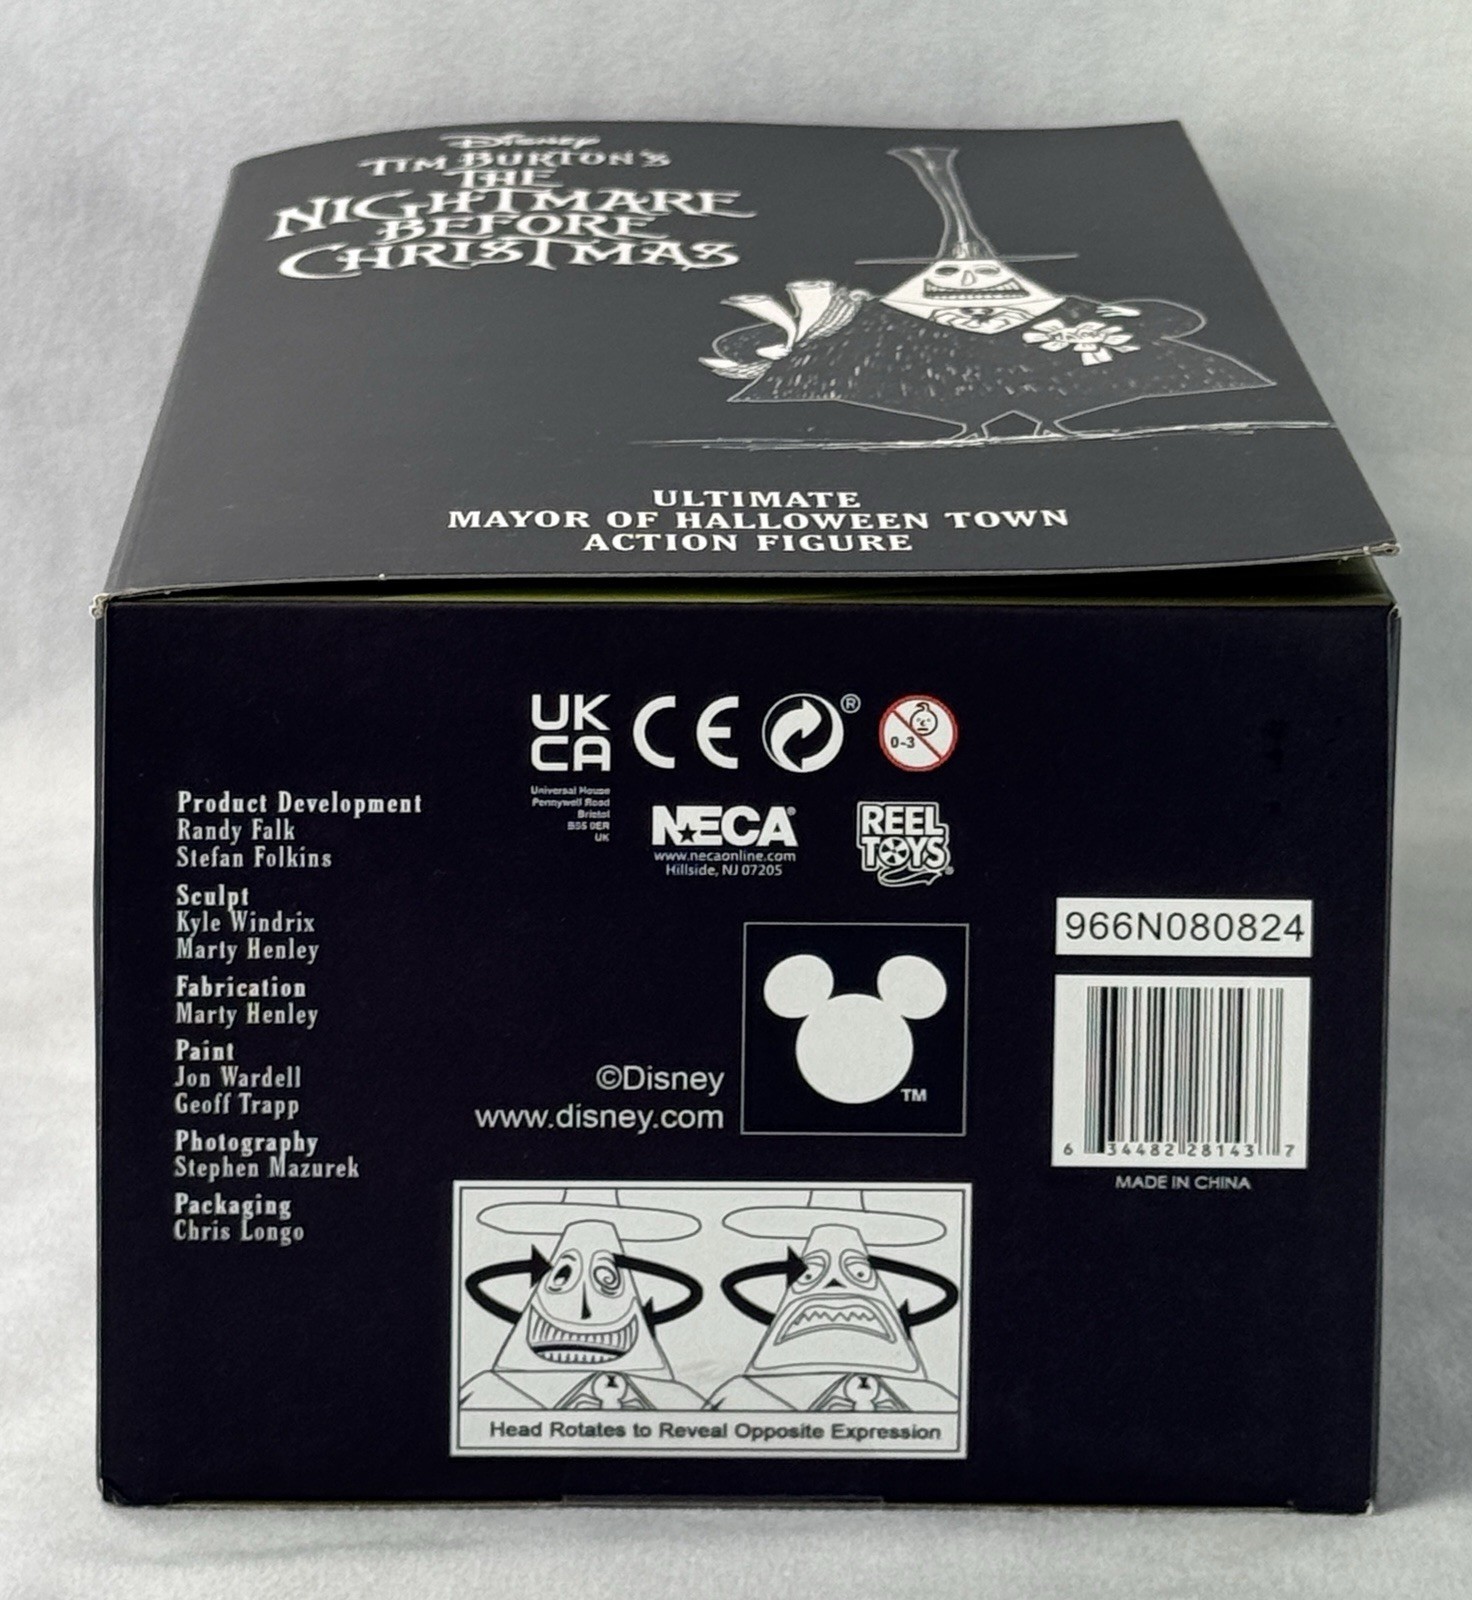 Disney
TIM BURTON'S
THE
NIGHTMARE
BEFORE
CHRISTMAS
ULTIMATE
MAYOR OF HALLOWEEN TOWN
ACTION FIGURE
UK
CA
CE
®
0-3
Universal House
Pennywell Road
Bristol
BS5 0ER
UK
NECA®
www.necaonline.com
Hillside, NJ 07205
REEL
TOYS®
Product Development
Randy Falk
Stefan Folkins
Sculpt
Kyle Windrix
Marty Henley
Fabrication
Marty Henley
Paint
Jon Wardell
Geoff Trapp
Photography
Stephen Mazurek
Packaging
Chris Longo
©Disney
www.disney.com
TM
966N080824
6 34482 28143 7
MADE IN CHINA
Head Rotates to Reveal Opposite Expression